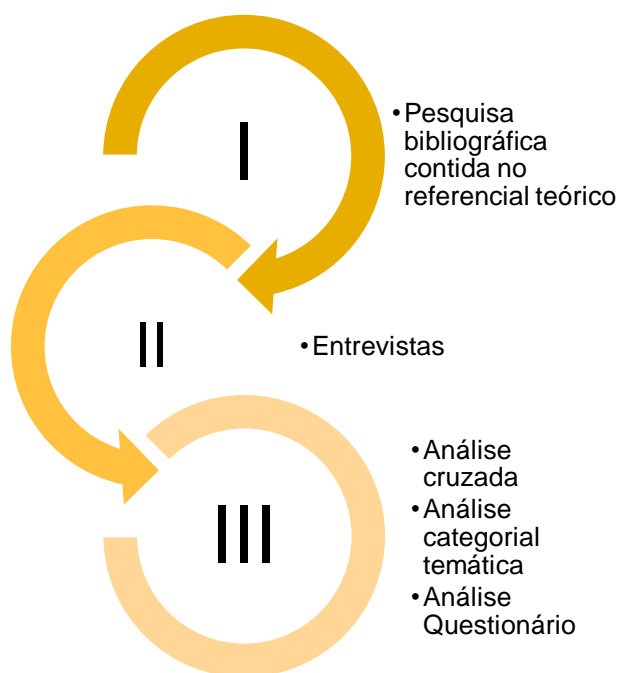 I
•Pesquisa
bibliográfica
contida no
referencial teórico
II
•Entrevistas
III
•Análise
cruzada
•Análise
categorial
temática
•Análise
Questionário